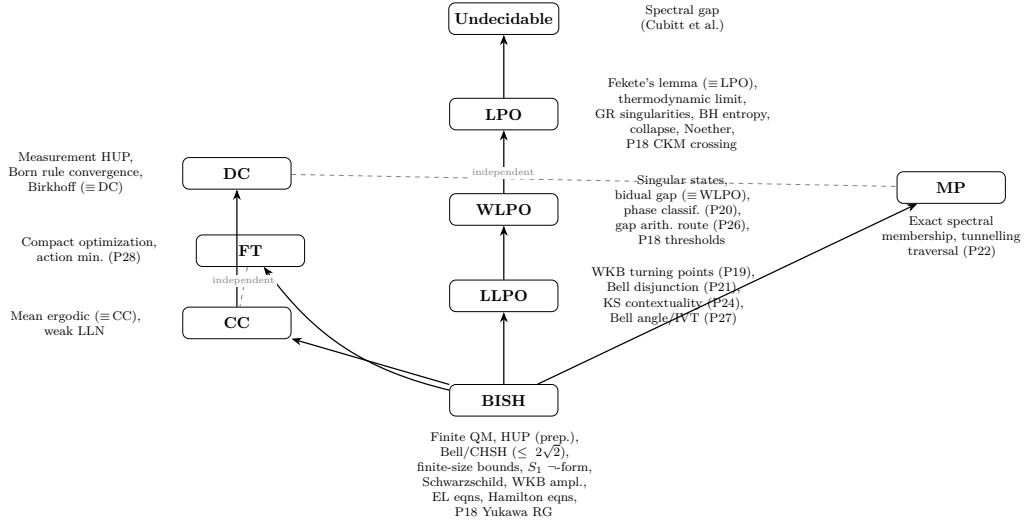 Undecidable
Spectral gap
(Cubitt et al.)
LPO
Fekete's lemma (≡ LPO),
thermodynamic limit,
GR singularities, BH entropy,
collapse, Noether,
P18 CKM crossing
Measurement HUP,
Born rule convergence,
Birkhoff (≡ DC)
DC
independent
MP
Exact spectral
membership, tunnelling
traversal (P22)
WLPO
Singular states,
bidual gap (≡ WLPO),
phase classif. (P20),
gap arith. route (P26),
P18 thresholds
Compact optimization,
action min. (P28)
FT
independent
LLPO
WKB turning points (P19),
Bell disjunction (P21),
KS contextuality (P24),
Bell angle/IVT (P27)
Mean ergodic (≡ CC),
weak LLN
CC
BISH
Finite QM, HUP (prep.),
Bell/CHSH (≤ 2√2),
finite-size bounds, S₁ ¬-form,
Schwarzschild, WKB ampl.,
EL eqns, Hamilton eqns,
P18 Yukawa RG